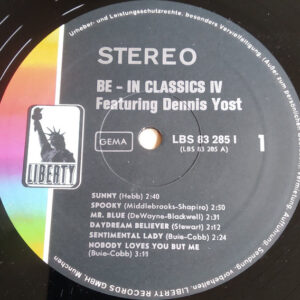 Urheber- und Leistungsschutzrechte, besonders Vervielfältigung,
STEREO
BE - IN CLASSICS IV
Featuring Dennis Yost
GEMA
LBS 83 285 I
(LBS 83 285 A)
1
LIBERTY
SUNNY (Hebb) 2:40
SPOOKY (Middlebrooks-Shapiro) 2:50
MR. BLUE (DeWayne-Blackwell) 2:20
DAYDREAM BELIEVER (Stewart) 2:12
SENTIMENTAL LADY (Buie-Cobb) 2:24
NOBODY LOVES YOU BUT ME
(Buie-Cobb) 3:11
vorbehalten. LIBERTY RECORDS GMBH, München